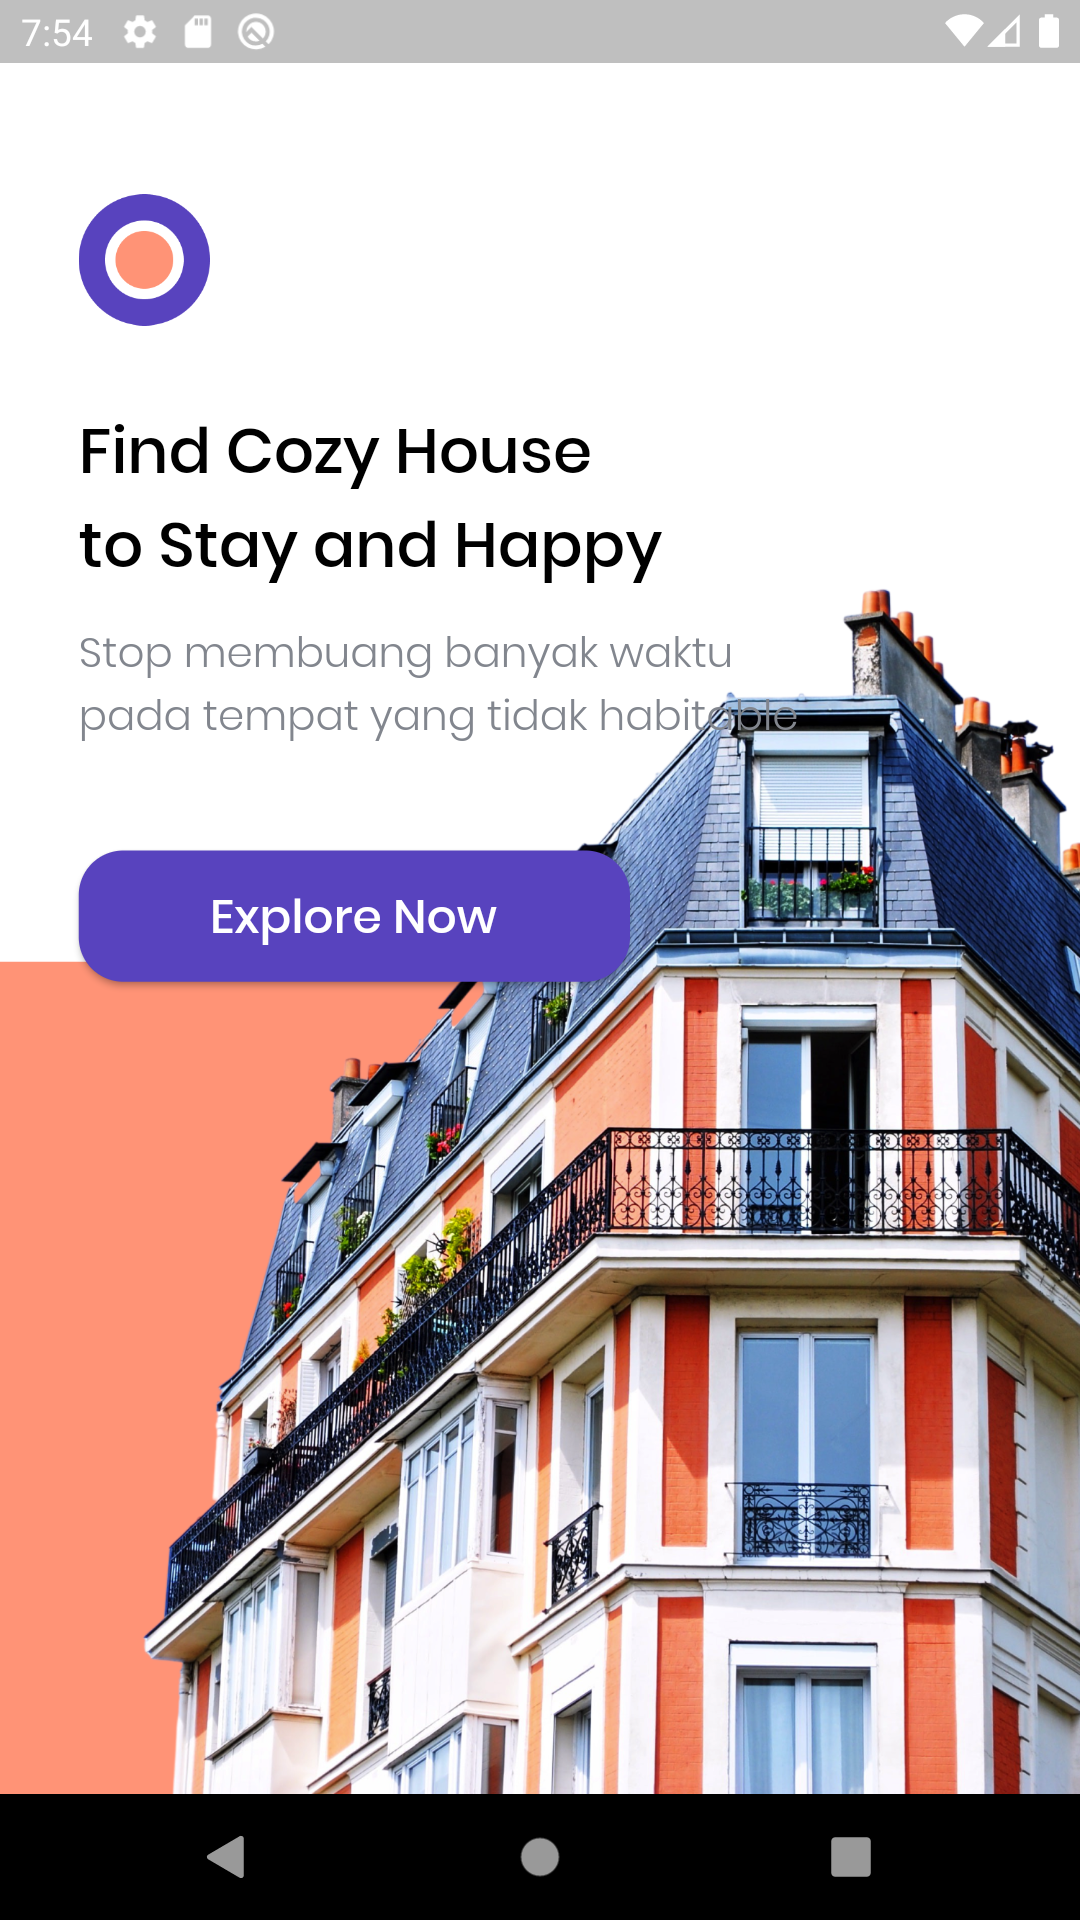 7:54
Find Cozy House
to Stay and Happy
Stop membuang banyak waktu
pada tempat yang tidak habitable
Explore Now